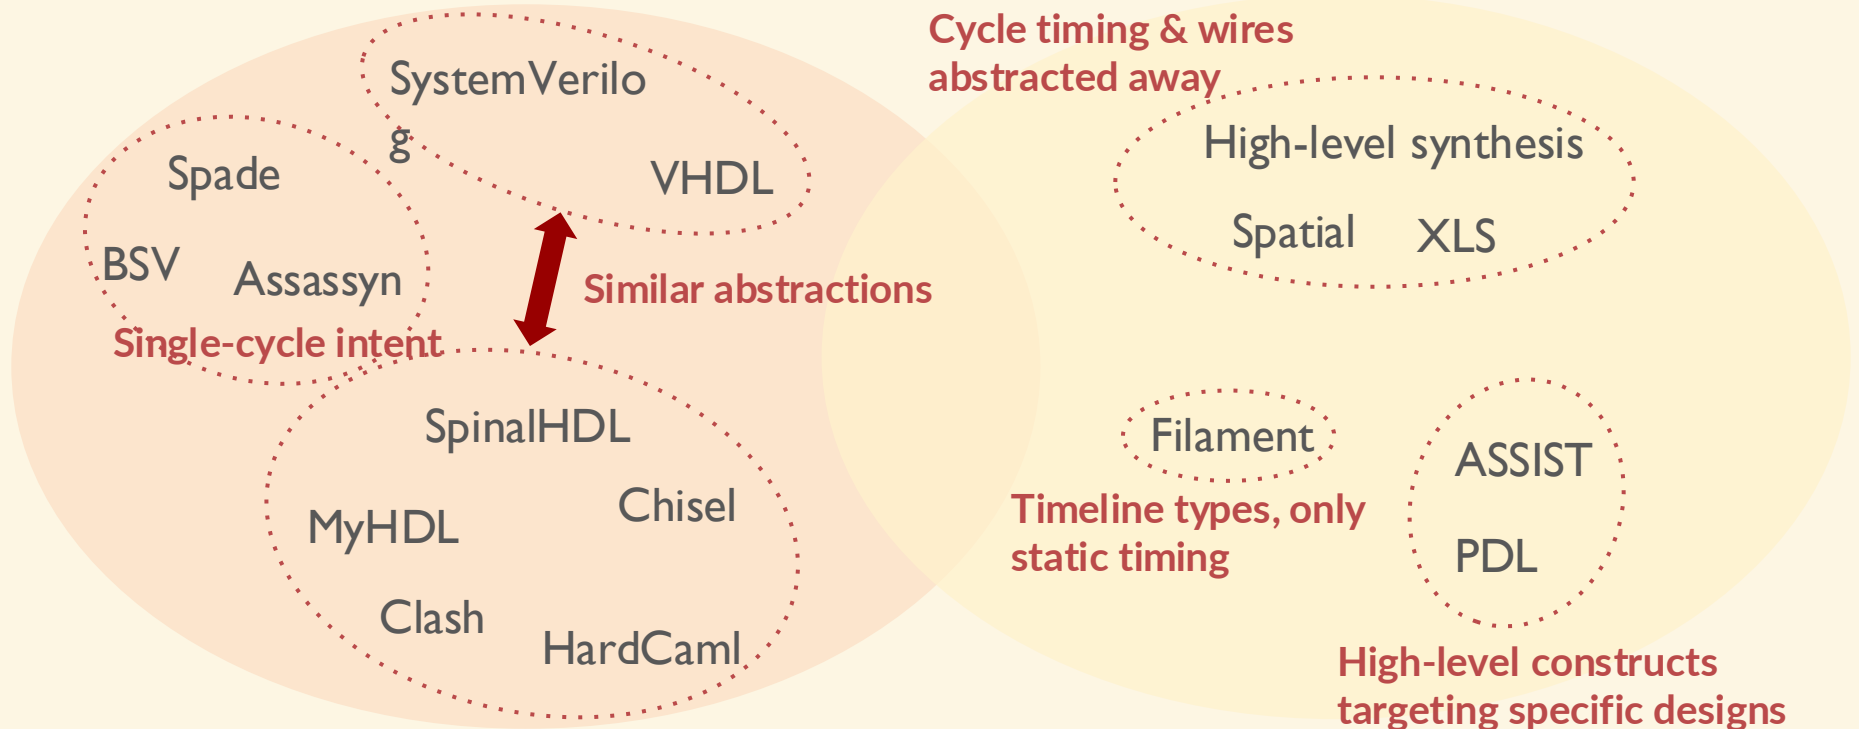 Cycle timing & wires
abstracted away
SystemVerilo
g
VHDL
Spade
BSV
Assassyn
Single-cycle intent
Similar abstractions
SpinalHDL
MyHDL
Chisel
Clash
HardCaml
High-level synthesis
Spatial
XLS
Filament
Timeline types, only
static timing
ASSIST
PDL
High-level constructs
targeting specific designs